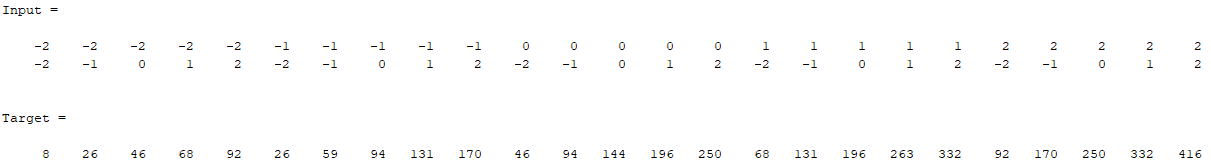 Input =
-2 -2 -2 -2 -2 -1 -1 -1 -1 -1 0 0 0 0 0 1 1 1 1 1 2 2 2 2 2
-2 -1 0 1 2 -2 -1 0 1 2 -2 -1 0 1 2 -2 -1 0 1 2 -2 -1 0 1 2
Target =
8 26 46 68 92 26 59 94 131 170 46 94 144 196 250 68 131 196 263 332 92 170 250 332 416